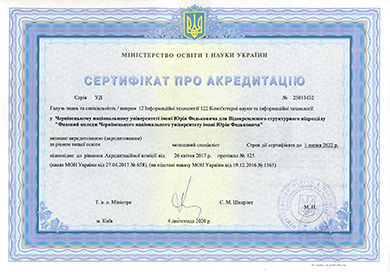 МІНІСТЕРСТВО ОСВІТИ І НАУКИ УКРАЇНИ
СЕРТИФІКАТ ПРО АКРЕДИТАЦІЮ
Серія УД № 25013432
Галузь знань та спеціальність / напрям 12 Інформаційні технології 122 Комп'ютерні науки та інформаційні технології
у Чернівецькому національному університеті імені Юрія Федьковича для Відокремленого структурного підрозділу
"Фаховий коледж Чернівецького національного університету імені Юрія Федьковича"
визнано акредитованою (акредитованим)
за рівнем вищої освіти молодший спеціаліст Строк дії сертифіката до 1 липня 2022 р.
відповідно до рішення Акредитаційної комісії від 26 квітня 2017 р. протокол № 125
(наказ МОН України від 27.04.2017 № 658), (на підставі наказу МОН України від 19.12.2016 № 1565)
Т. в. о. Міністра С. М. Шкарлет
М. П.
м. Київ 4 листопада 2020 р.